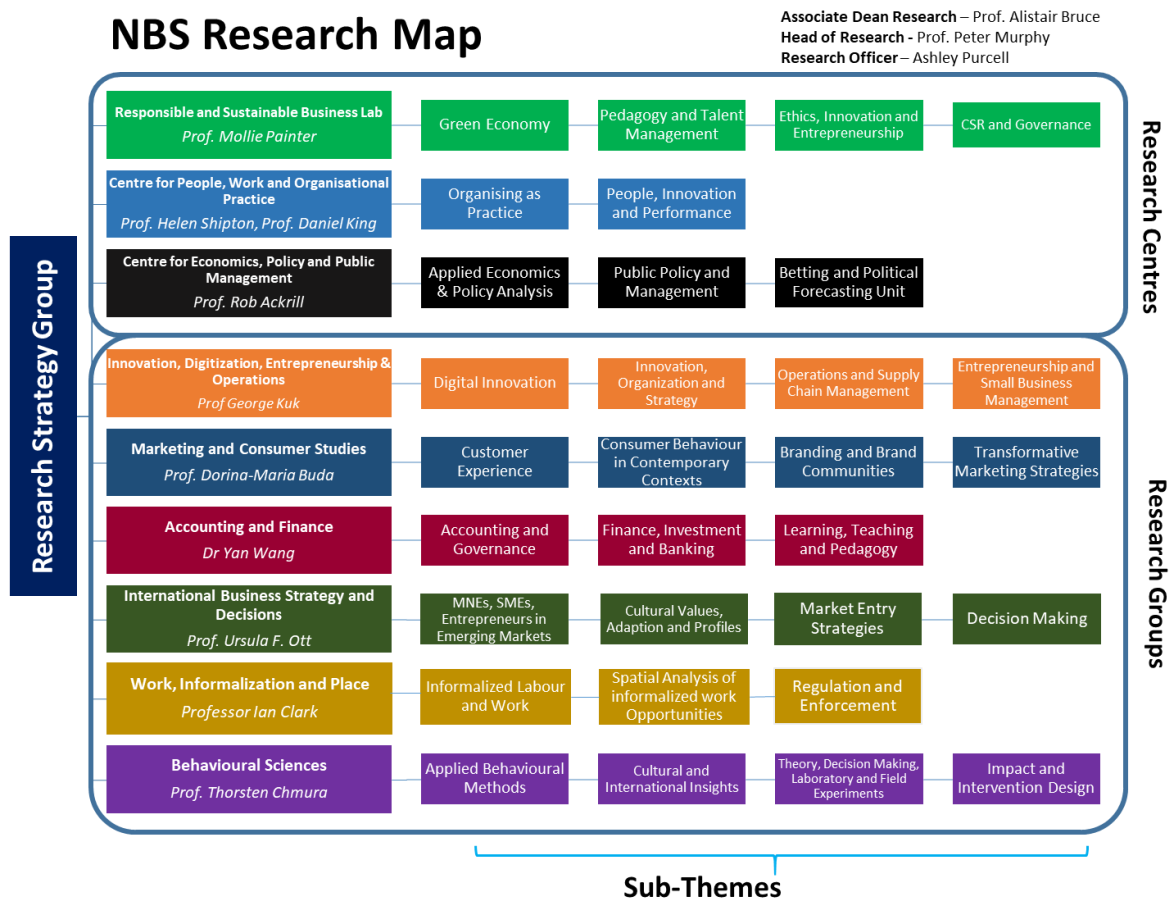 NBS Research Map
Associate Dean Research – Prof. Alistair Bruce
Head of Research - Prof. Peter Murphy
Research Officer – Ashley Purcell
Research Strategy Group
Research Centres
Responsible and Sustainable Business Lab
Prof. Mollie Painter
Green Economy
Pedagogy and Talent
Management
Ethics, Innovation and
Entrepreneurship
CSR and Governance
Centre for People, Work and Organisational
Practice
Prof. Helen Shipton, Prof. Daniel King
Organising as
Practice
People, Innovation
and Performance
Centre for Economics, Policy and Public
Management
Prof. Rob Ackrill
Applied Economics
& Policy Analysis
Public Policy and
Management
Betting and Political
Forecasting Unit
Research Groups
Innovation, Digitization, Entrepreneurship &
Operations
Prof George Kuk
Digital Innovation
Innovation,
Organization and
Strategy
Operations and Supply
Chain Management
Entrepreneurship and
Small Business
Management
Marketing and Consumer Studies
Prof. Dorina-Maria Buda
Customer
Experience
Consumer Behaviour
in Contemporary
Contexts
Branding and Brand
Communities
Transformative
Marketing Strategies
Accounting and Finance
Dr Yan Wang
Accounting and
Governance
Finance, Investment
and Banking
Learning, Teaching
and Pedagogy
International Business Strategy and
Decisions
Prof. Ursula F. Ott
MNEs, SMEs,
Entrepreneurs in
Emerging Markets
Cultural Values,
Adaption and Profiles
Market Entry
Strategies
Decision Making
Work, Informalization and Place
Professor Ian Clark
Informalized Labour
and Work
Spatial Analysis of
informalized work
Opportunities
Regulation and
Enforcement
Behavioural Sciences
Prof. Thorsten Chmura
Applied Behavioural
Methods
Cultural and
International Insights
Theory, Decision Making,
Laboratory and Field
Experiments
Impact and
Intervention Design
Sub-Themes